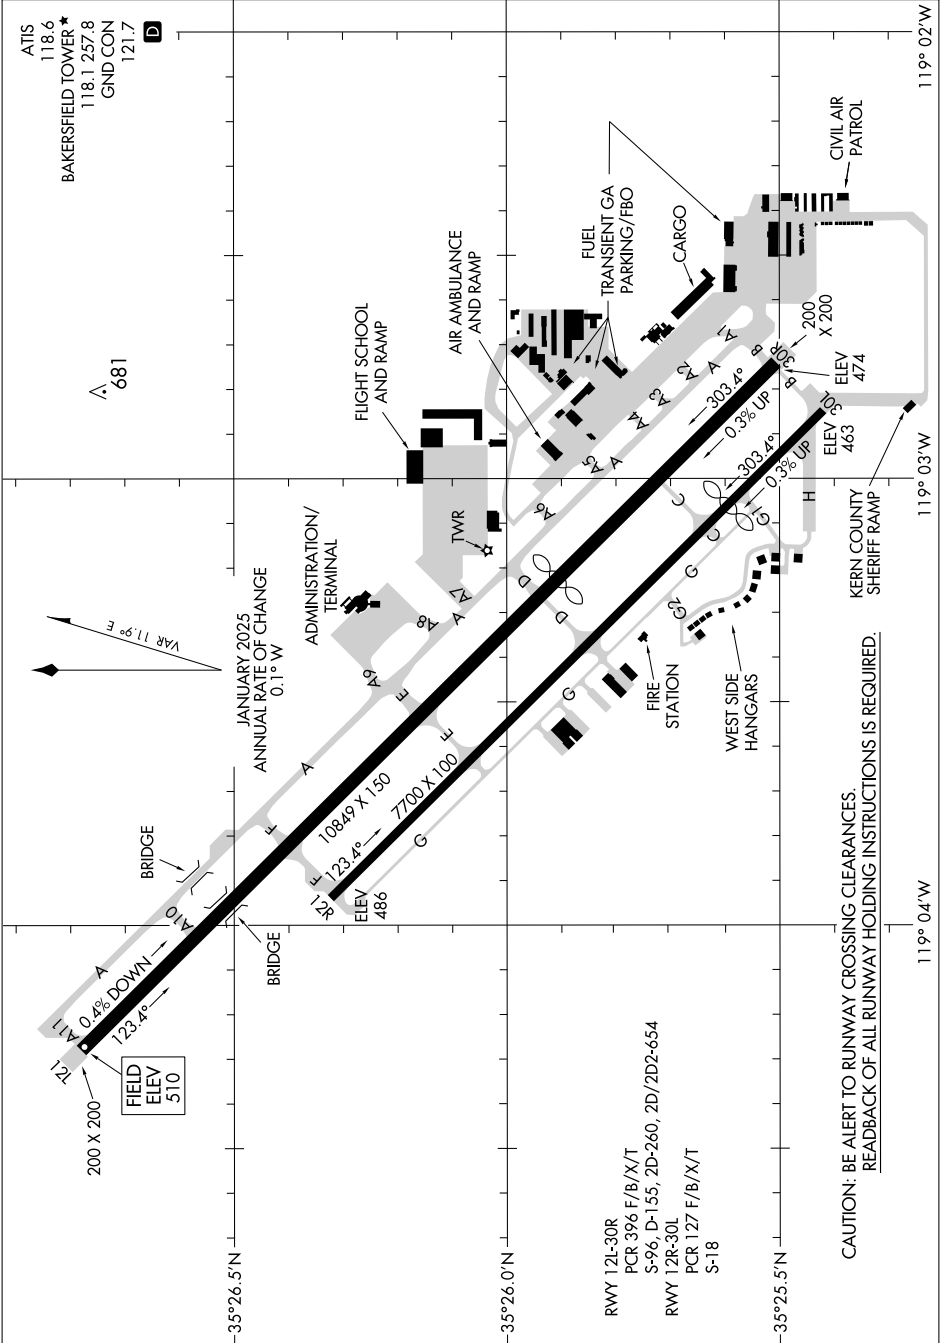 ATIS
118.6
BAKERSFIELD TOWER ★
118.1 257.8
GND CON
121.7
D
681
VAR 11.9° E
JANUARY 2025
ANNUAL RATE OF CHANGE
0.1° W
FLIGHT SCHOOL
AND RAMP
AIR AMBULANCE
AND RAMP
FUEL
TRANSIENT GA
PARKING/FBO
CARGO
CIVIL AIR
PATROL
ADMINISTRATION/
TERMINAL
TWR
BRIDGE
BRIDGE
A11
A
A10
F
A
A9
E
A8
A
A7
D
A6
A5
A
A4
A3
A2
A
A1
B
B
12L
0.4% DOWN
123.4°
200 X 200
FIELD
ELEV
510
10849 X 150
303.4°
0.3% UP
30R
200
X 200
ELEV
474
12R
F
123.4°
ELEV
486
7700 X 100
303.4°
0.3% UP
30L
ELEV
463
E
D
C
C
G
G
G
G1
G2
H
FIRE
STATION
WEST SIDE
HANGARS
KERN COUNTY
SHERIFF RAMP
35°26.5'N
35°26.0'N
35°25.5'N
119° 04'W
119° 03'W
119° 02'W
RWY 12L-30R
PCR 396 F/B/X/T
S-96, D-155, 2D-260, 2D/2D2-654
RWY 12R-30L
PCR 127 F/B/X/T
S-18
CAUTION: BE ALERT TO RUNWAY CROSSING CLEARANCES.
READBACK OF ALL RUNWAY HOLDING INSTRUCTIONS IS REQUIRED.